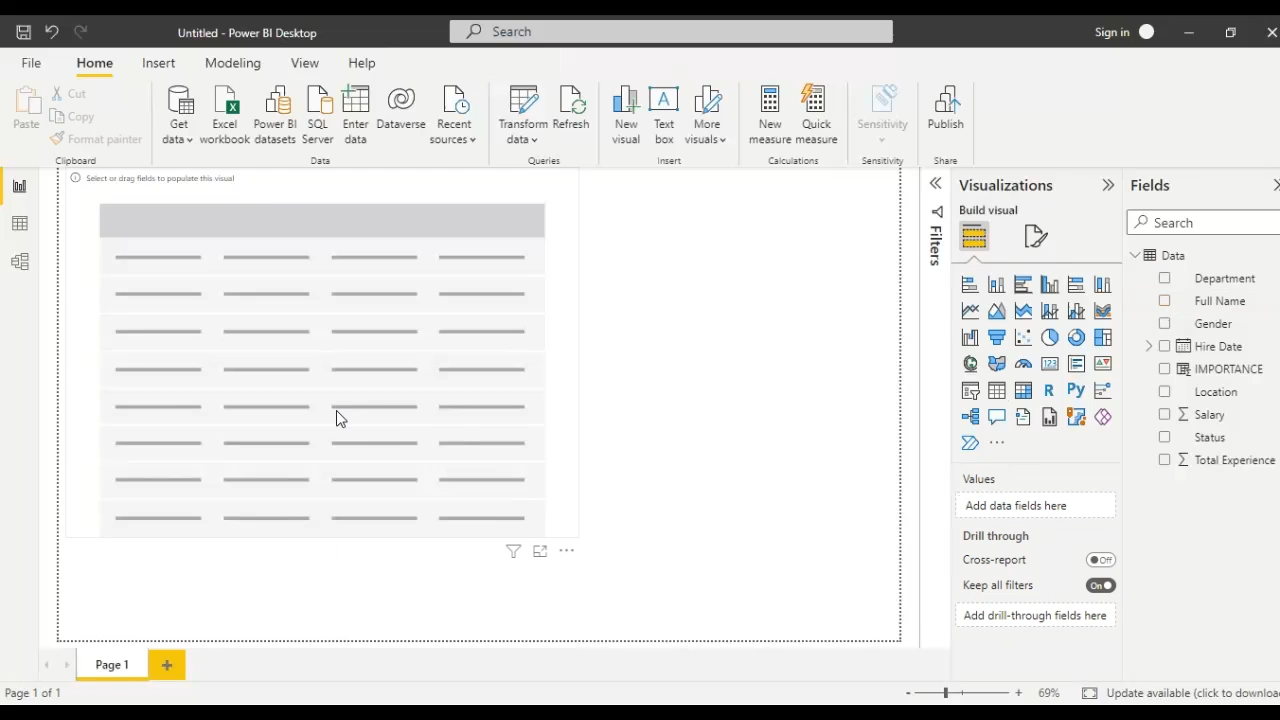 Untitled - Power BI Desktop
Search
Sign in
File
Home
Insert
Modeling
View
Help
Paste
Cut
Copy
Format painter
Clipboard
Get data
Excel workbook
Power BI datasets
SQL Server
Enter data
Dataverse
Recent sources
Data
Transform data
Refresh
Queries
New visual
Text box
More visuals
Insert
New measure
Quick measure
Calculations
Sensitivity
Sensitivity
Publish
Share
Select or drag fields to populate this visual
Filters
Visualizations
Build visual
123
R
Py
Values
Add data fields here
Drill through
Cross-report
Off
Keep all filters
On
Add drill-through fields here
Fields
Search
Data
Department
Full Name
Gender
Hire Date
IMPORTANCE
Location
Salary
Status
Total Experience
Page 1
Page 1 of 1
69%
Update available (click to downloa